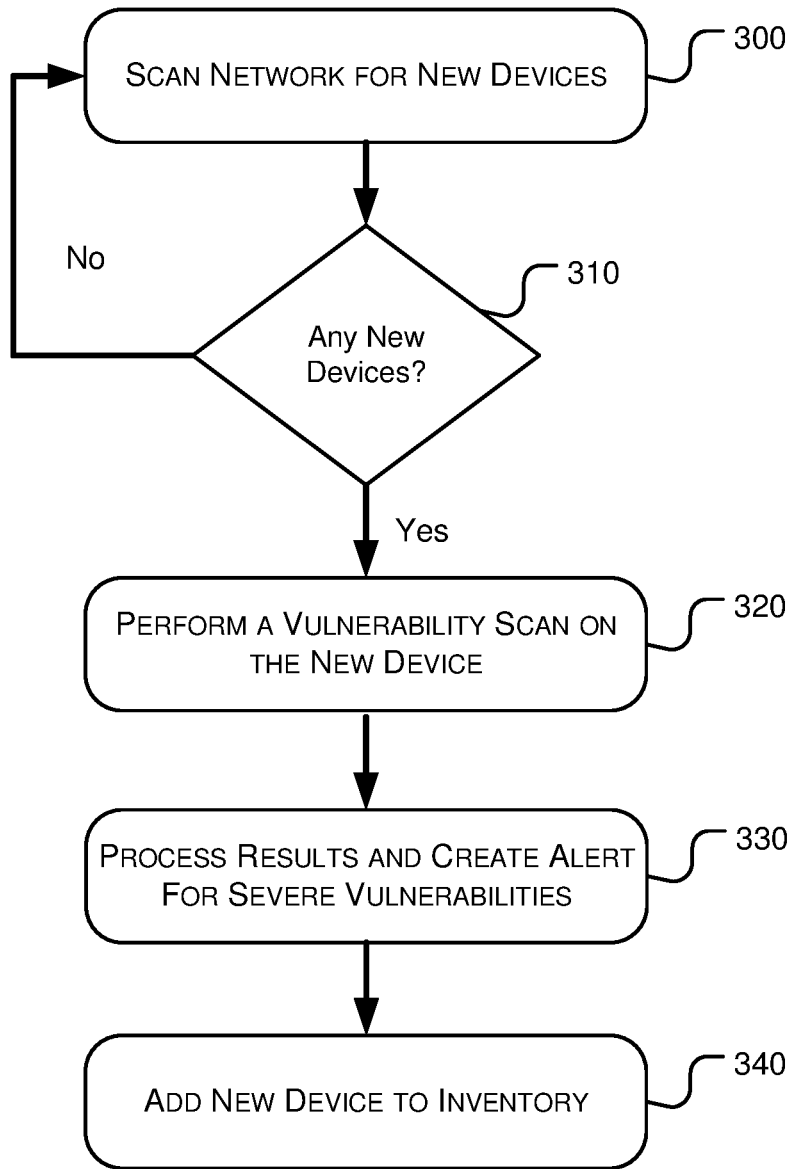 SCAN NETWORK FOR NEW DEVICES
300
No
310
Any New
Devices?
Yes
PERFORM A VULNERABILITY SCAN ON
THE NEW DEVICE
320
PROCESS RESULTS AND CREATE ALERT
FOR SEVERE VULNERABILITIES
330
ADD NEW DEVICE TO INVENTORY
340